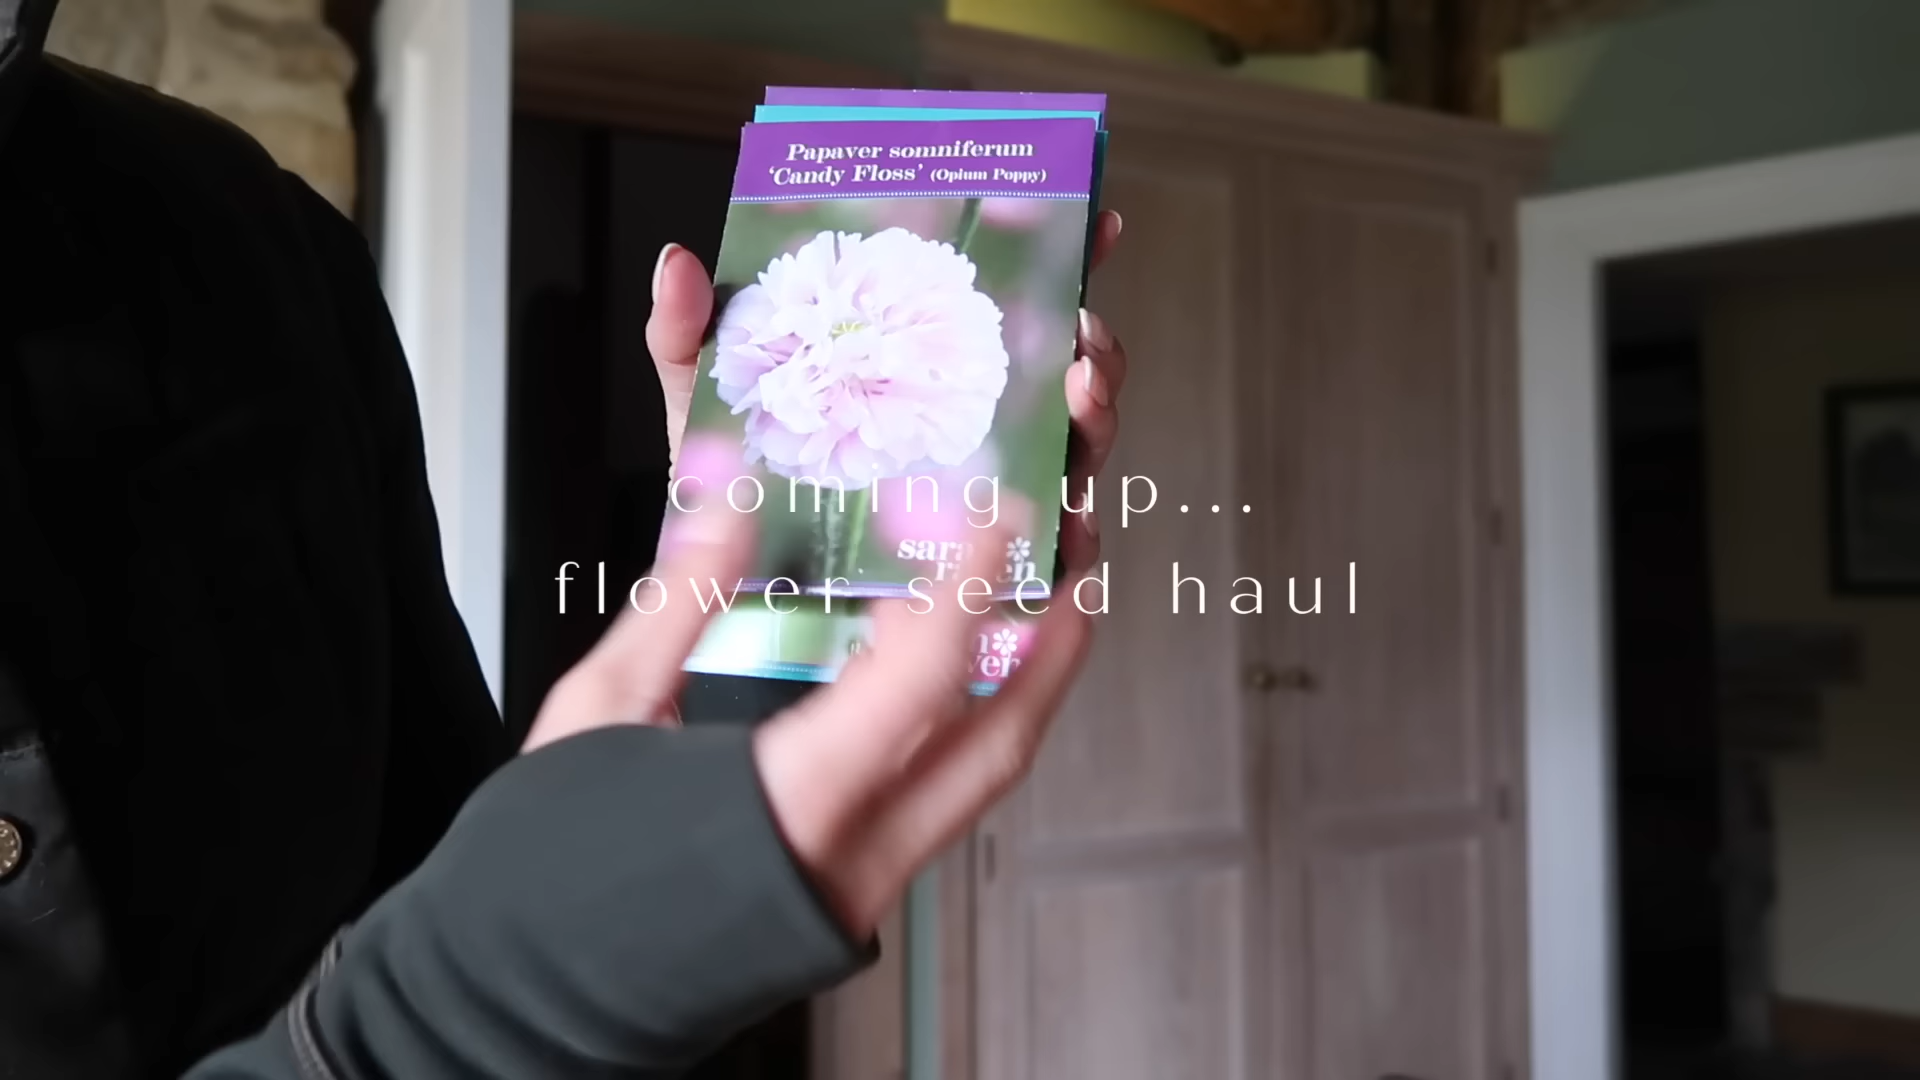 Papaver somniferum
‘Candy Floss’ (Opium Poppy)
coming up...
flower seed haul